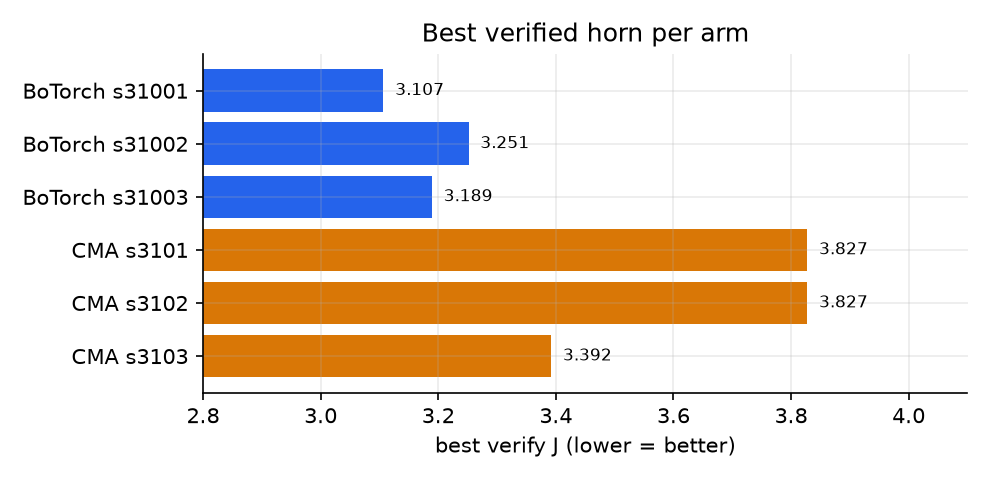 Best verified horn per arm
BoTorch s31001
3.107
BoTorch s31002
3.251
BoTorch s31003
3.189
CMA s3101
3.827
CMA s3102
3.827
CMA s3103
3.392
2.8 3.0 3.2 3.4 3.6 3.8 4.0
best verify J (lower = better)